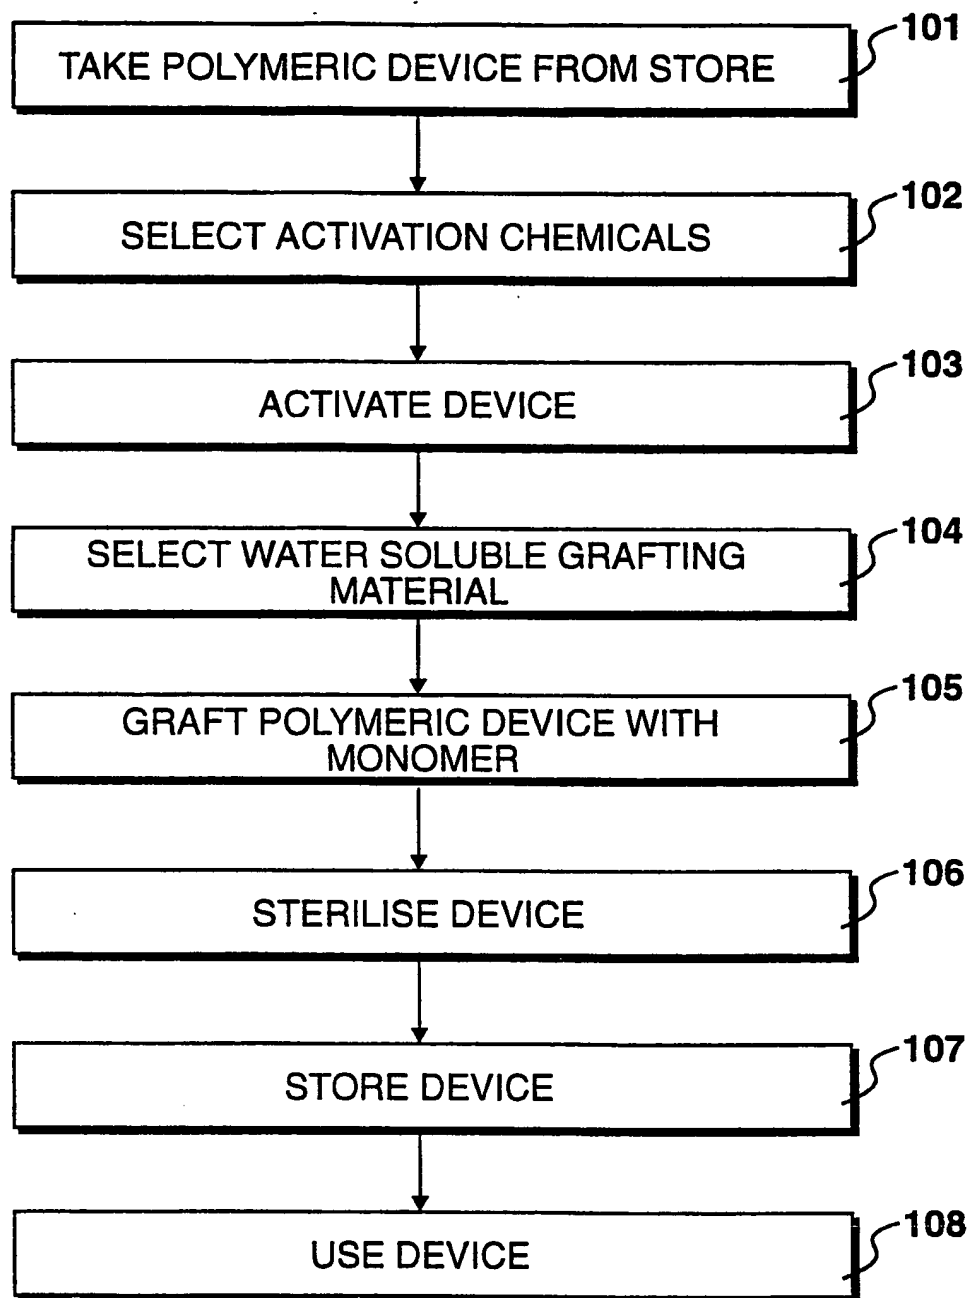 101
TAKE POLYMERIC DEVICE FROM STORE
102
SELECT ACTIVATION CHEMICALS
103
ACTIVATE DEVICE
104
SELECT WATER SOLUBLE GRAFTING
MATERIAL
105
GRAFT POLYMERIC DEVICE WITH
MONOMER
106
STERILISE DEVICE
107
STORE DEVICE
108
USE DEVICE